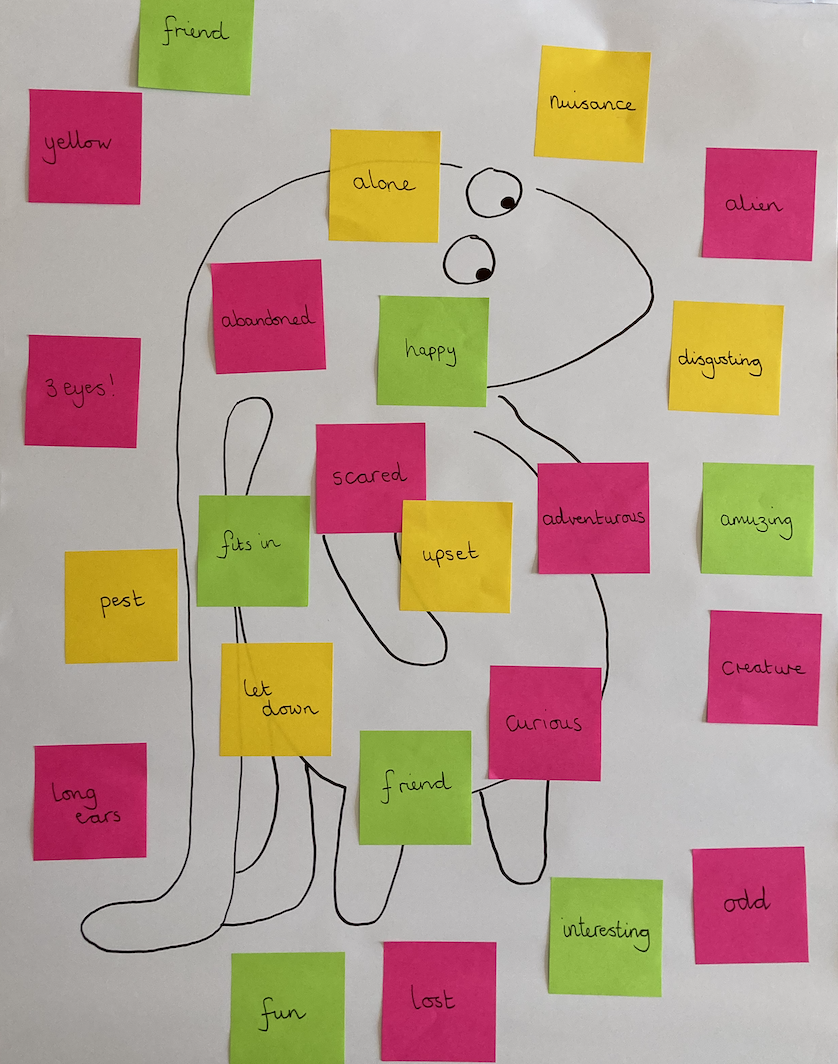 friend
nuisance
yellow
alone
alien
abandoned
happy
disgusting
3 eyes!
scared
adventurous
amuzing
fits in
upset
pest
let
down
creature
curious
friend
long
ears
odd
interesting
fun
lost